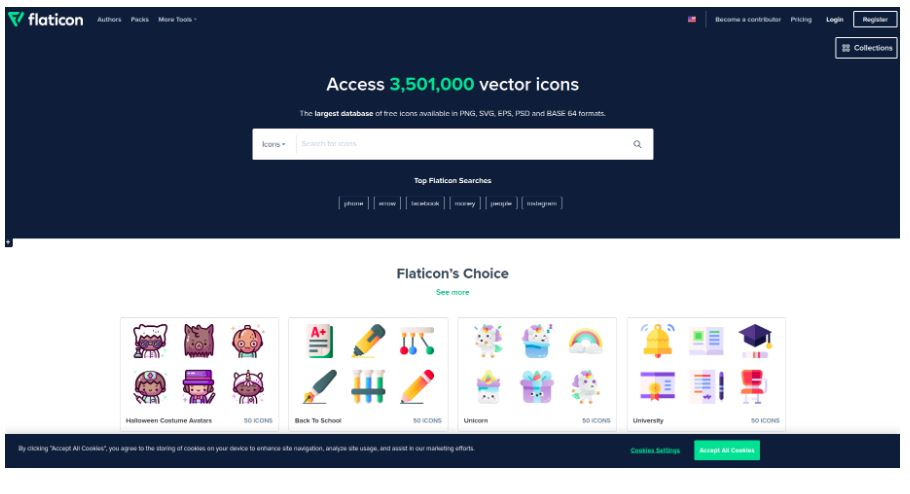 flaticon Authors Packs More Tools Become a contributor Pricing Login Register
Collections
Access 3,501,000 vector icons
The largest database of free icons available in PNG, SVG, EPS, PSD and BASE 64 formats.
Icons Search for icons
Top Flaticon Searches
phone arrow facebook money people instagram
Flaticon's Choice
See more
A+
Halloween Costume Avatars 50 ICONS Back To School 50 ICONS Unicorn 50 ICONS University 50 ICONS
By clicking "Accept All Cookies", you agree to the storing of cookies on your device to enhance site navigation, analyze site usage, and assist in our marketing efforts. Cookies Settings Accept All Cookies